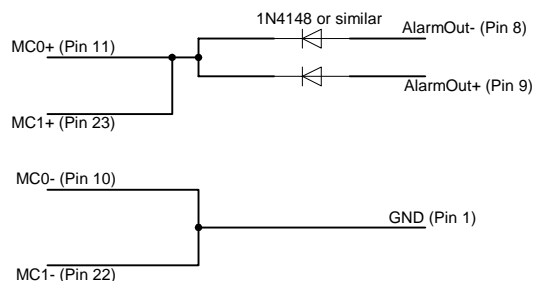 1N4148 or similar
AlarmOut- (Pin 8)
MC0+ (Pin 11)
AlarmOut+ (Pin 9)
MC1+ (Pin 23)
MC0- (Pin 10)
GND (Pin 1)
MC1- (Pin 22)